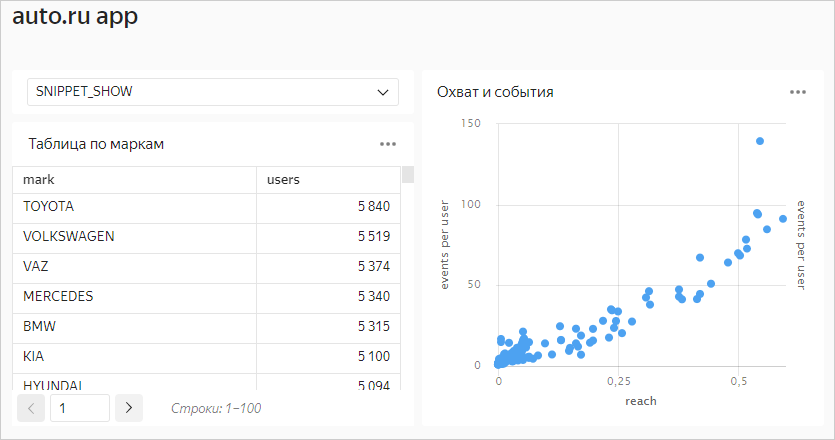 auto.ru app
SNIPPET_SHOW
Таблица по маркам
mark users
TOYOTA 5 840
VOLKSWAGEN 5 519
VAZ 5 374
MERCEDES 5 340
BMW 5 315
KIA 5 100
HYUNDAI 5 094
1 Строки: 1–100
Охват и события
150
100
50
0
events per user
events per user
0 0,25 0,5
reach